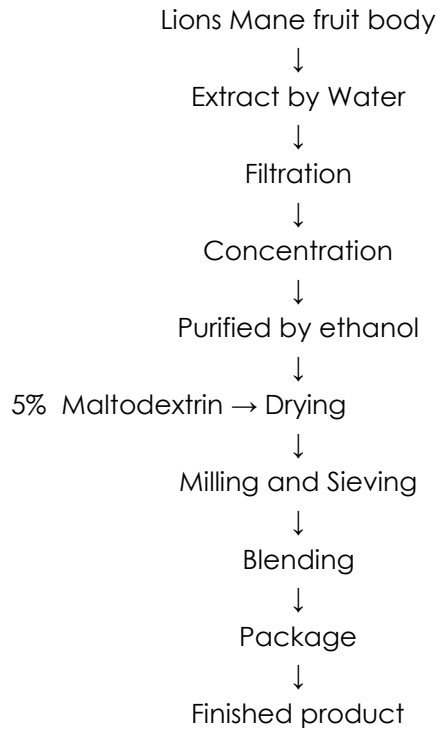 Lions Mane fruit body
↓
Extract by Water
↓
Filtration
↓
Concentration
↓
Purified by ethanol
↓
5% Maltodextrin → Drying
↓
Milling and Sieving
↓
Blending
↓
Package
↓
Finished product